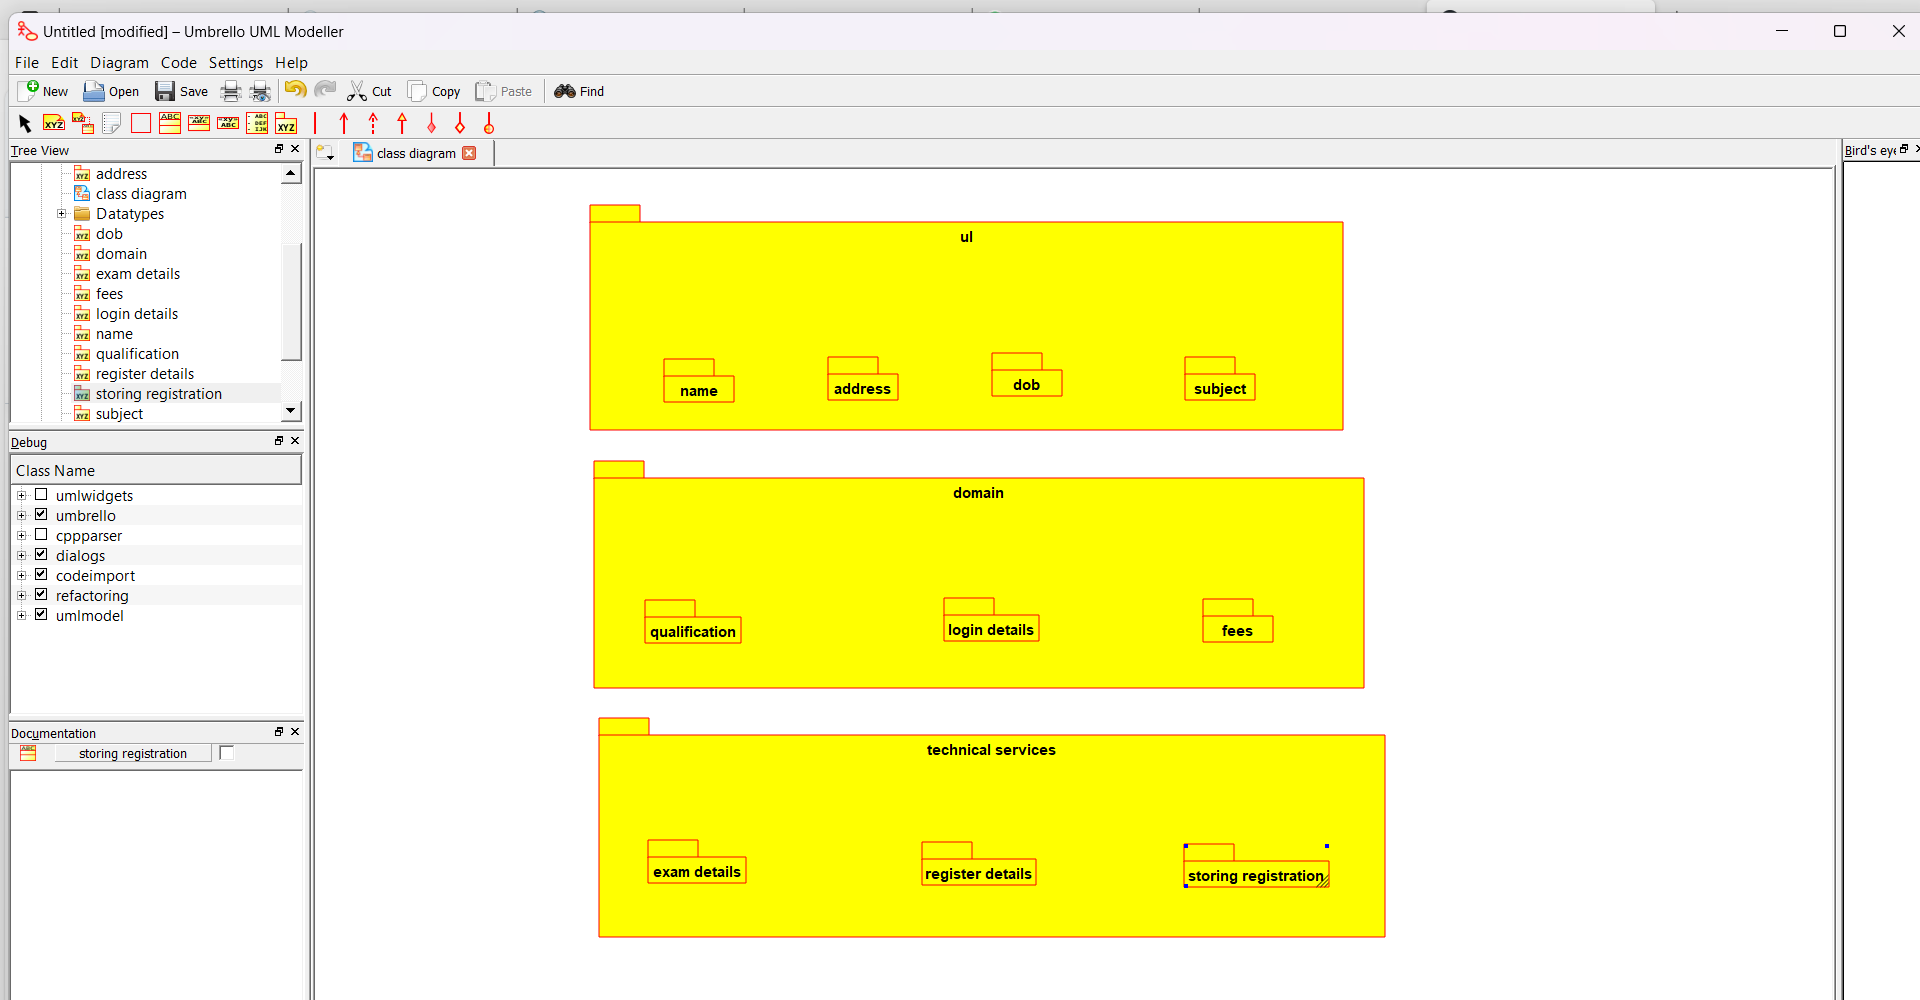 Untitled [modified] – Umbrello UML Modeller
File Edit Diagram Code Settings Help
New Open Save Cut Copy Paste Find
Tree View
address
class diagram
Datatypes
dob
domain
exam details
fees
login details
name
qualification
register details
storing registration
subject
Debug
Class Name
umlwidgets
umbrello
cppparser
dialogs
codeimport
refactoring
umlmodel
Documentation
storing registration
class diagram
ul
name address dob subject
domain
qualification login details fees
technical services
exam details register details storing registration
Bird's eye